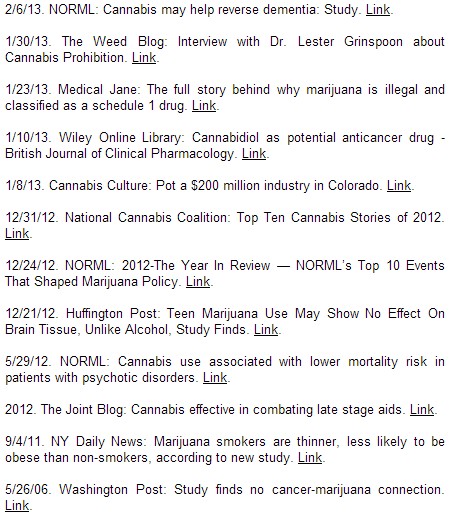 2/6/13. NORML: Cannabis may help reverse dementia: Study. Link.
1/30/13. The Weed Blog: Interview with Dr. Lester Grinspoon about
Cannabis Prohibition. Link.
1/23/13. Medical Jane: The full story behind why marijuana is illegal and
classified as a schedule 1 drug. Link.
1/10/13. Wiley Online Library: Cannabidiol as potential anticancer drug -
British Journal of Clinical Pharmacology. Link.
1/8/13. Cannabis Culture: Pot a $200 million industry in Colorado. Link.
12/31/12. National Cannabis Coalition: Top Ten Cannabis Stories of 2012.
Link.
12/24/12. NORML: 2012-The Year In Review — NORML's Top 10 Events
That Shaped Marijuana Policy. Link.
12/21/12. Huffington Post: Teen Marijuana Use May Show No Effect On
Brain Tissue, Unlike Alcohol, Study Finds. Link.
5/29/12. NORML: Cannabis use associated with lower mortality risk in
patients with psychotic disorders. Link.
2012. The Joint Blog: Cannabis effective in combating late stage aids. Link.
9/4/11. NY Daily News: Marijuana smokers are thinner, less likely to be
obese than non-smokers, according to new study. Link.
5/26/06. Washington Post: Study finds no cancer-marijuana connection.
Link.